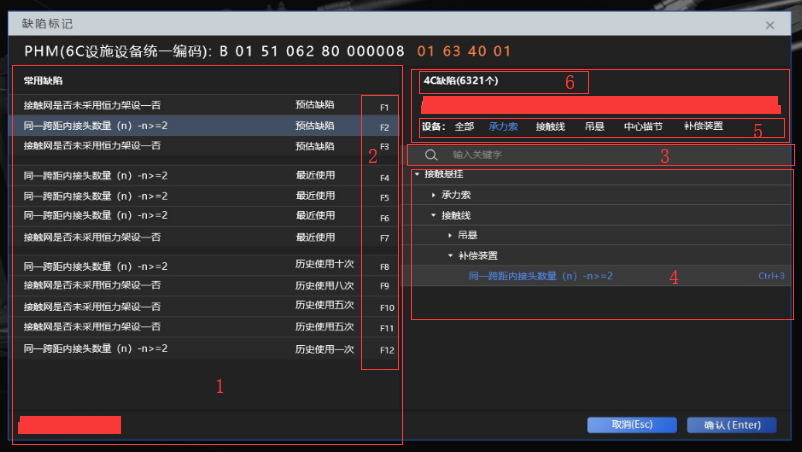 缺陷标记
PHM(6C设施设备统一编码): B 01 51 062 80 000008 01 63 40 01
常用缺陷
接触网是否未采用恒力架设—否 预估缺陷 F1
同一跨距内接头数量（n）-n>=2 预估缺陷 F2
接触网是否未采用恒力架设—否 预估缺陷 F3
同一跨距内接头数量（n）-n>=2 最近使用 F4
同一跨距内接头数量（n）-n>=2 最近使用 F5
同一跨距内接头数量（n）-n>=2 最近使用 F6
接触网是否未采用恒力架设—否 最近使用 F7
同一跨距内接头数量（n）-n>=2 历史使用十次 F8
接触网是否未采用恒力架设—否 历史使用八次 F9
接触网是否未采用恒力架设—否 历史使用五次 F10
接触网是否未采用恒力架设—否 历史使用五次 F11
同一跨距内接头数量（n）-n>=2 历史使用一次 F12
2
1
4C缺陷(6321个) 6
设备: 全部 承力索 接触线 吊悬 中心锚节 补偿装置 5
输入关键字 3
接触悬挂
承力索
接触线
吊悬
补偿装置
同一跨距内接头数量（n）-n>=2 4 Ctrl+3
取消(Esc) 确认(Enter)